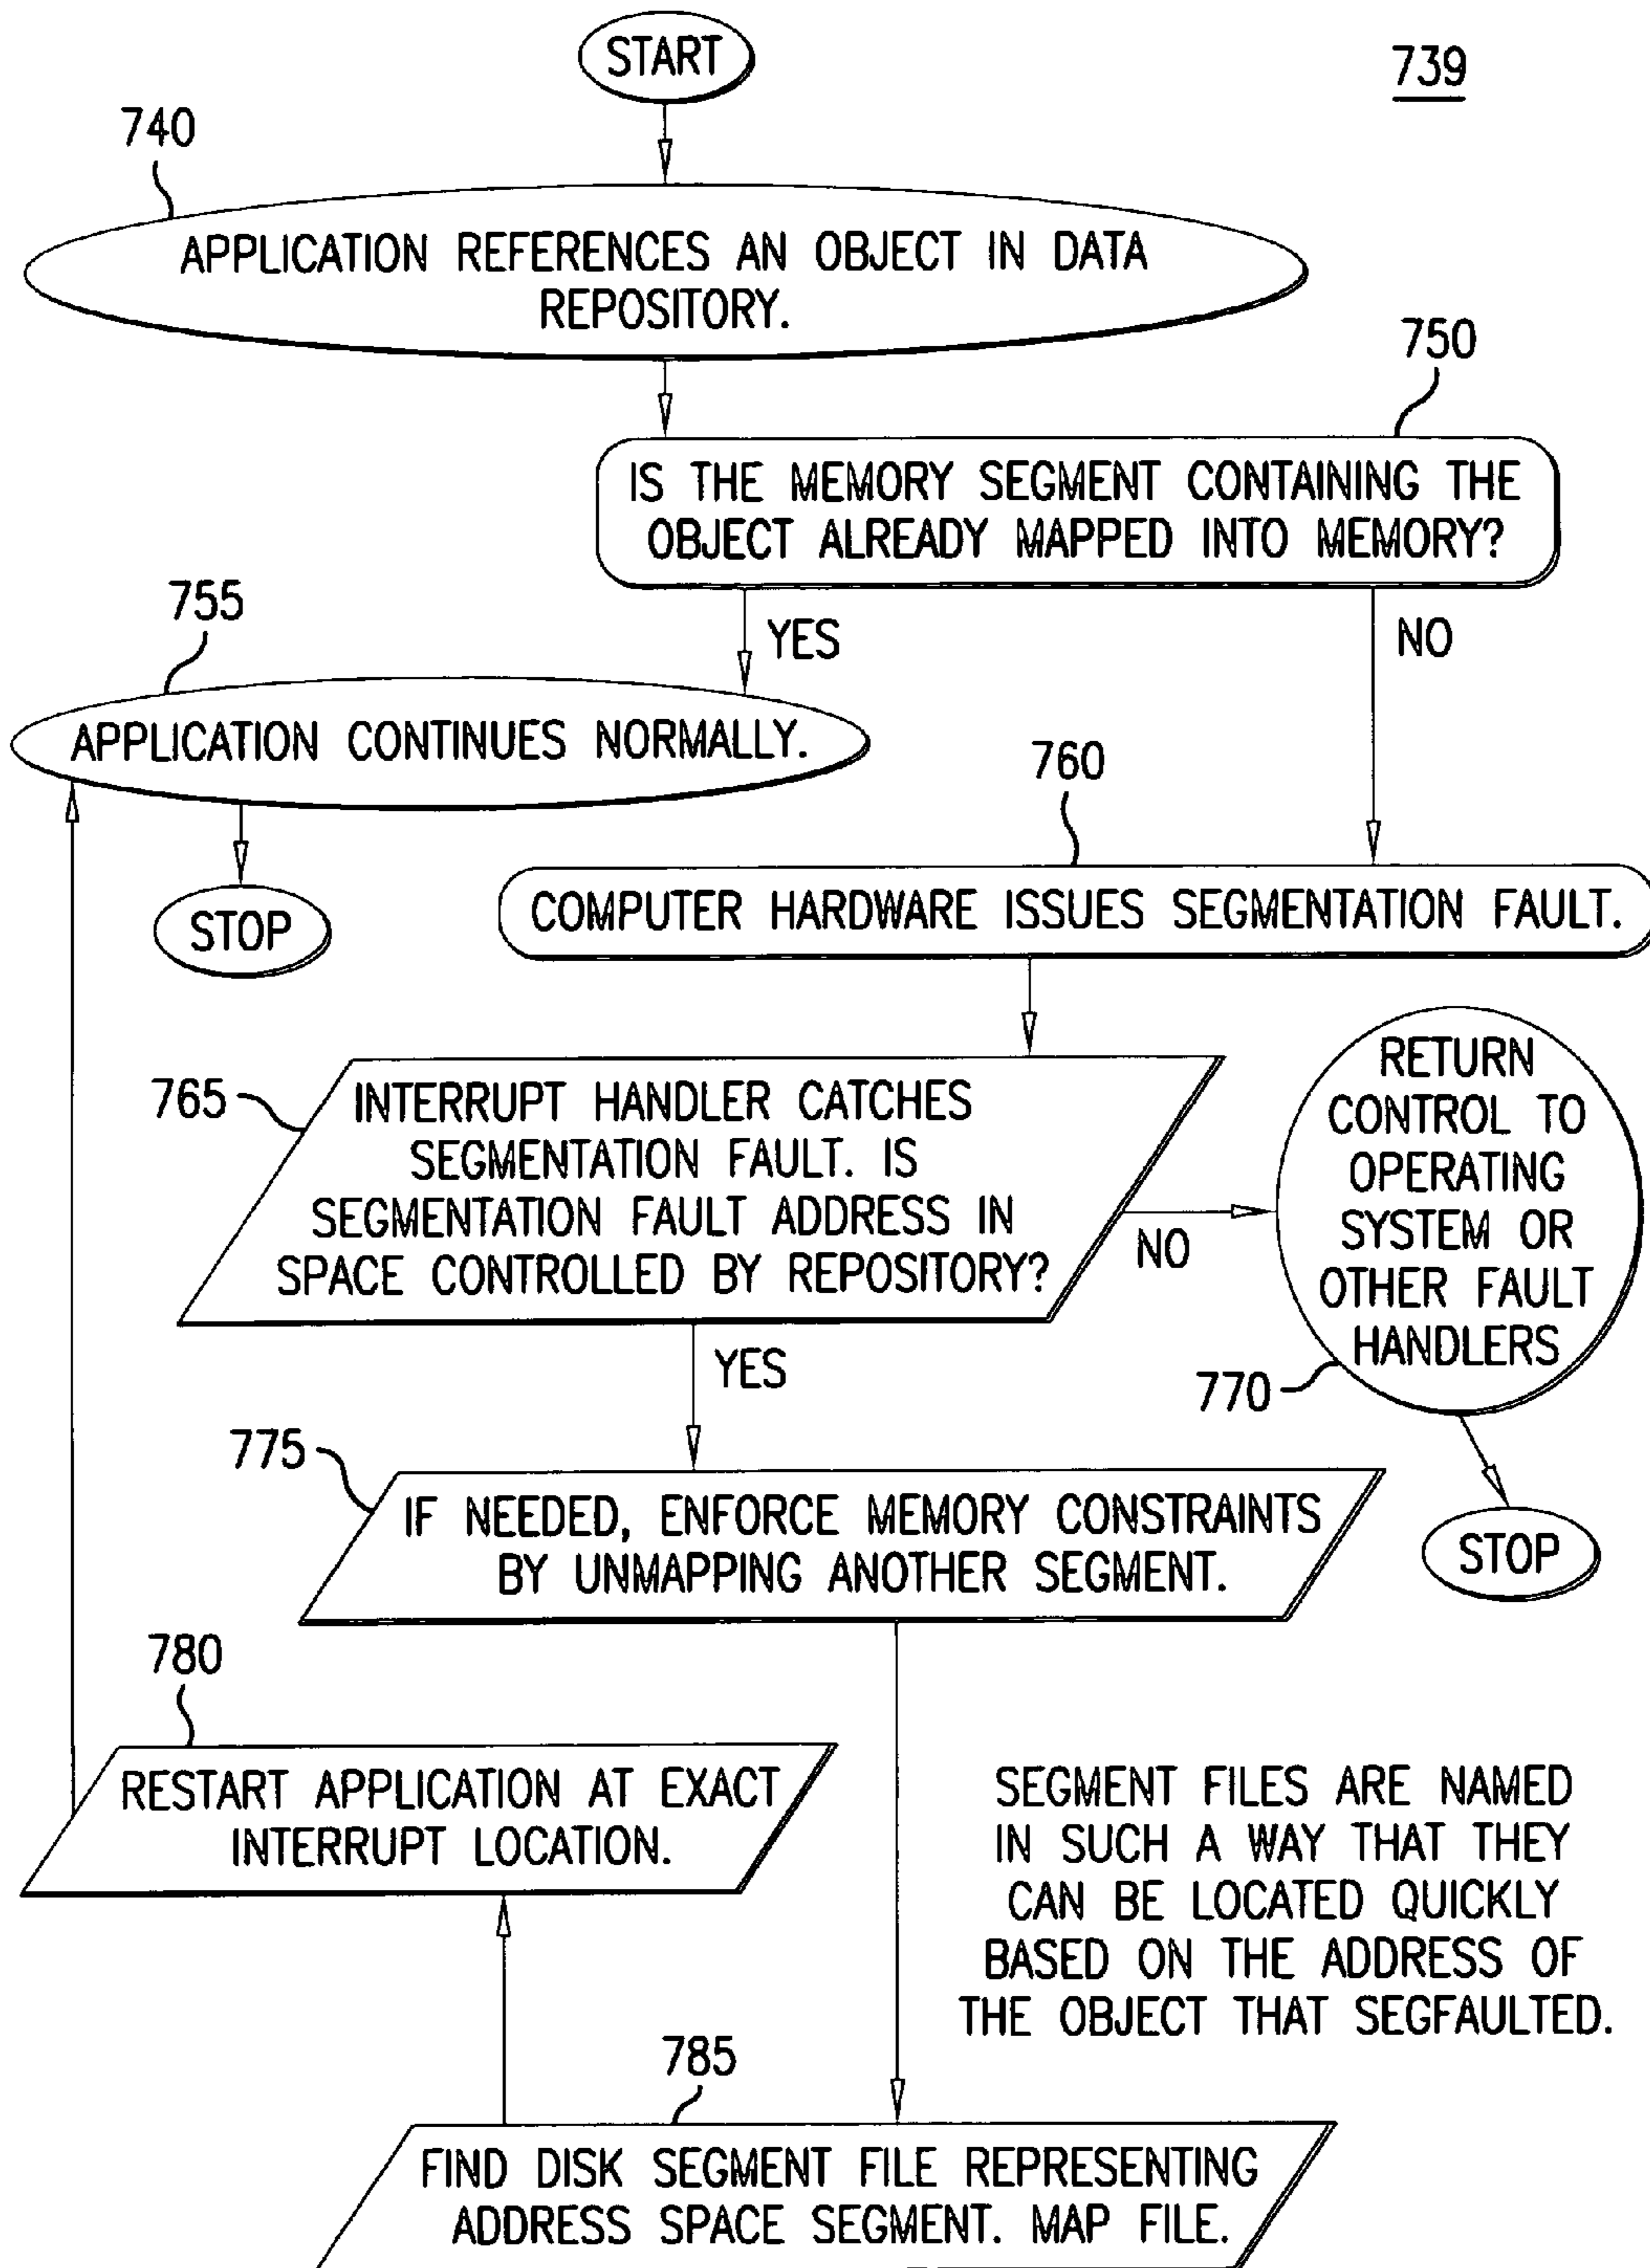 START
739
740
APPLICATION REFERENCES AN OBJECT IN DATA
REPOSITORY.
750
IS THE MEMORY SEGMENT CONTAINING THE
OBJECT ALREADY MAPPED INTO MEMORY?
755
YES
NO
APPLICATION CONTINUES NORMALLY.
760
STOP
COMPUTER HARDWARE ISSUES SEGMENTATION FAULT.
765
INTERRUPT HANDLER CATCHES
SEGMENTATION FAULT. IS
SEGMENTATION FAULT ADDRESS IN
SPACE CONTROLLED BY REPOSITORY?
NO
RETURN
CONTROL TO
OPERATING
SYSTEM OR
OTHER FAULT
HANDLERS
770
YES
STOP
775
IF NEEDED, ENFORCE MEMORY CONSTRAINTS
BY UNMAPPING ANOTHER SEGMENT.
780
RESTART APPLICATION AT EXACT
INTERRUPT LOCATION.
SEGMENT FILES ARE NAMED
IN SUCH A WAY THAT THEY
CAN BE LOCATED QUICKLY
BASED ON THE ADDRESS OF
THE OBJECT THAT SEGFAULTED.
785
FIND DISK SEGMENT FILE REPRESENTING
ADDRESS SPACE SEGMENT. MAP FILE.